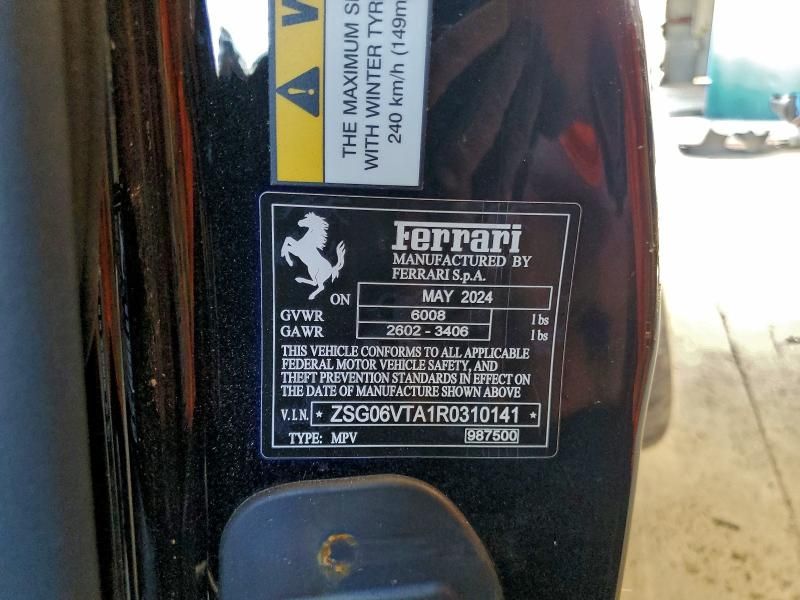 THE MAXIMUM
WITH WINTER
240 km/h (149m
Ferrari
MANUFACTURED BY
FERRARI S.p.A.
ON MAY 2024
GVWR 6008 lbs
GAWR 2602 - 3406 lbs
THIS VEHICLE CONFORMS TO ALL APPLICABLE
FEDERAL MOTOR VEHICLE SAFETY, AND
THEFT PREVENTION STANDARDS IN EFFECT ON
THE DATE OF MANUFACTURE SHOWN ABOVE
V.I.N. * ZSG06VTA1R0310141 *
TYPE: MPV 987500